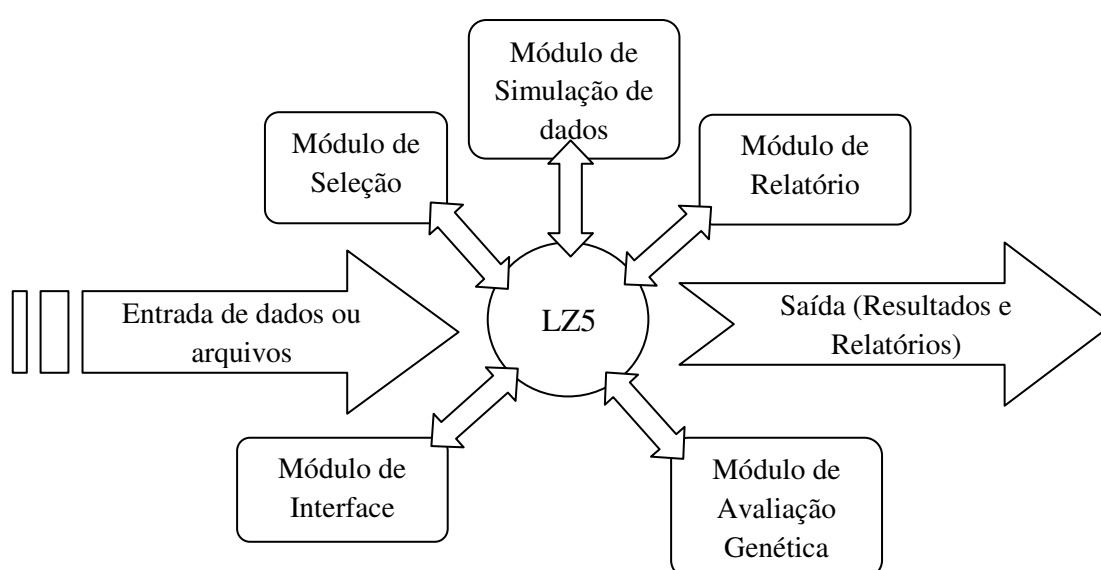 Módulo de
Simulação de
dados
Módulo de
Seleção
Módulo de
Relatório
Entrada de dados ou
arquivos
LZ5
Saída (Resultados e
Relatórios)
Módulo de
Interface
Módulo de
Avaliação
Genética